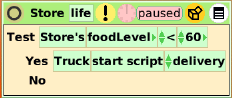 Store life ! paused
Test Store's foodLevel < 60
Yes Truck start script delivery
No